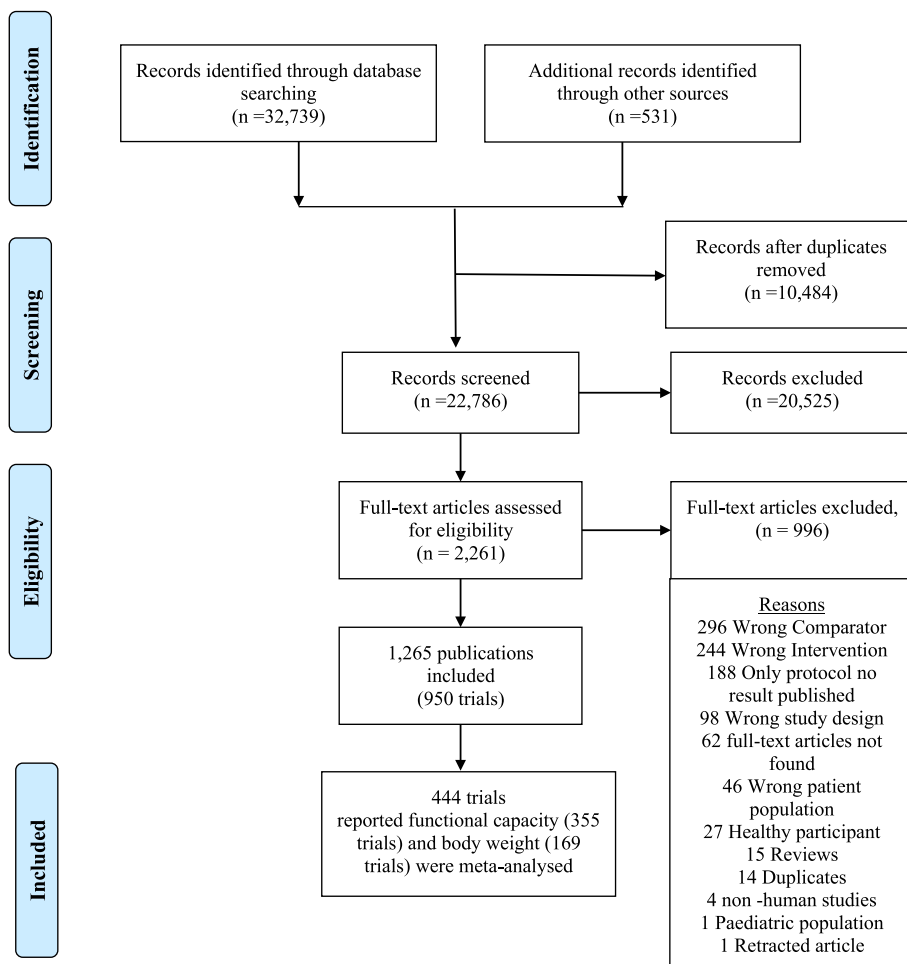 Identification
Records identified through database
searching
(n =32,739)
Additional records identified
through other sources
(n =531)
Screening
Records after duplicates
removed
(n =10,484)
Records screened
(n =22,786)
Records excluded
(n =20,525)
Eligibility
Full-text articles assessed
for eligibility
(n = 2,261)
Full-text articles excluded,
(n = 996)
Reasons
296 Wrong Comparator
244 Wrong Intervention
188 Only protocol no
result published
98 Wrong study design
62 full-text articles not
found
46 Wrong patient
population
27 Healthy participant
15 Reviews
14 Duplicates
4 non -human studies
1 Paediatric population
1 Retracted article
1,265 publications
included
(950 trials)
Included
444 trials
reported functional capacity (355
trials) and body weight (169
trials) were meta-analysed